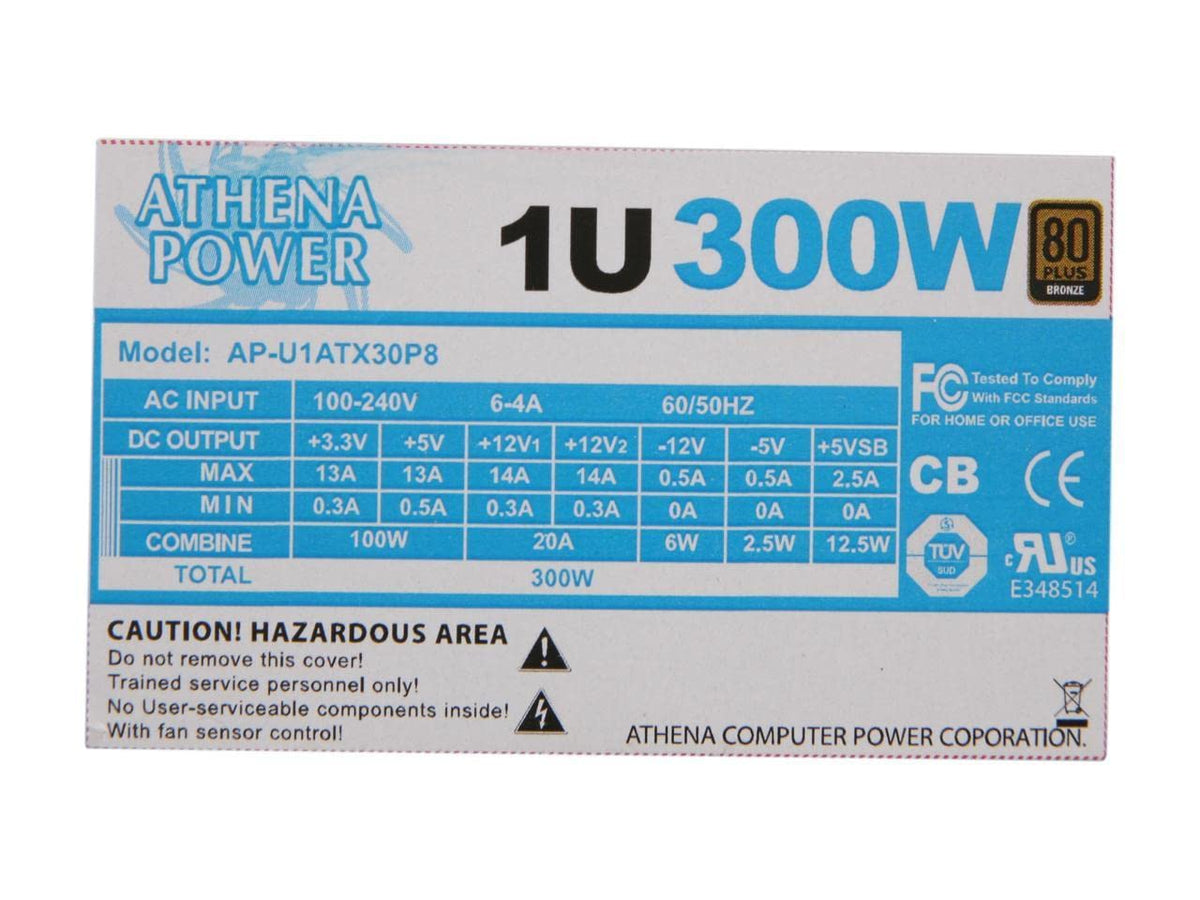 ATHENA
POWER
1U 300W
80
PLUS
BRONZE
Model: AP-U1ATX30P8
AC INPUT 100-240V 6-4A 60/50HZ
DC OUTPUT +3.3V +5V +12V1 +12V2 -12V -5V +5VSB
MAX 13A 13A 14A 14A 0.5A 0.5A 2.5A
MIN 0.3A 0.5A 0.3A 0.3A 0A 0A 0A
COMBINE 100W 20A 6W 2.5W 12.5W
TOTAL 300W
FC Tested To Comply
With FCC Standards
FOR HOME OR OFFICE USE
CB CE
TÜV
SUD
c RU ® US
E348514
CAUTION! HAZARDOUS AREA
Do not remove this cover!
Trained service personnel only!
No User-serviceable components inside!
With fan sensor control!
ATHENA COMPUTER POWER COPORATION.